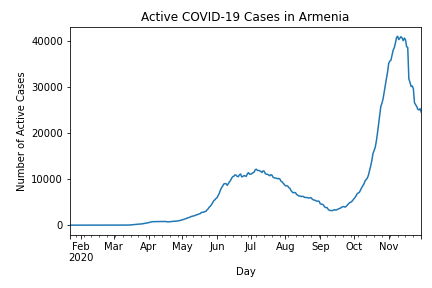 Active COVID-19 Cases in Armenia
Number of Active Cases
40000
30000
20000
10000
0
Feb Mar Apr May Jun Jul Aug Sep Oct Nov
2020
Day